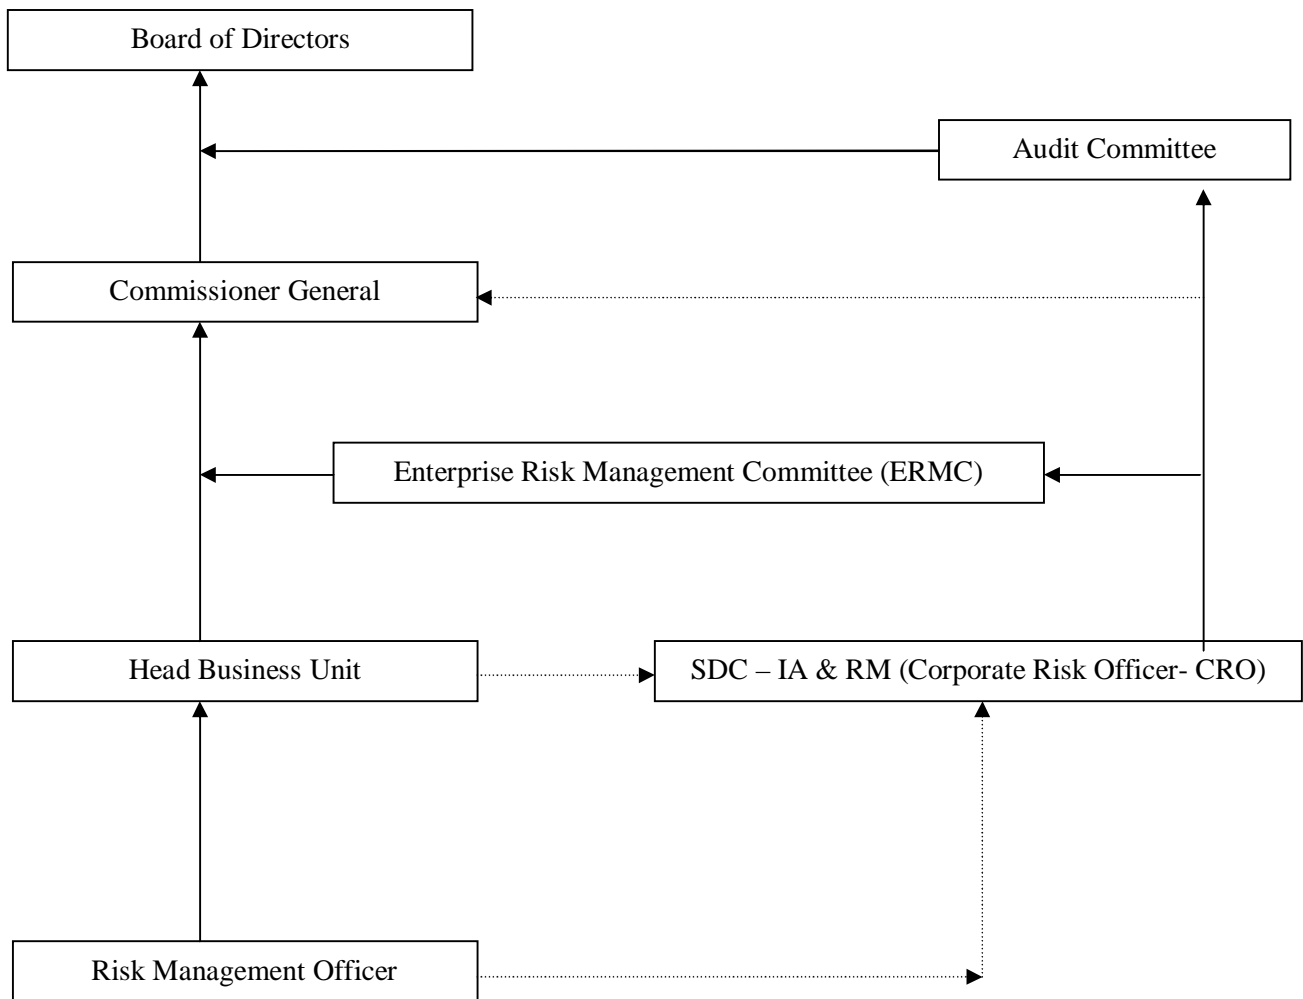 Board of Directors
Audit Committee
Commissioner General
Enterprise Risk Management Committee (ERMC)
Head Business Unit
SDC – IA & RM (Corporate Risk Officer- CRO)
Risk Management Officer